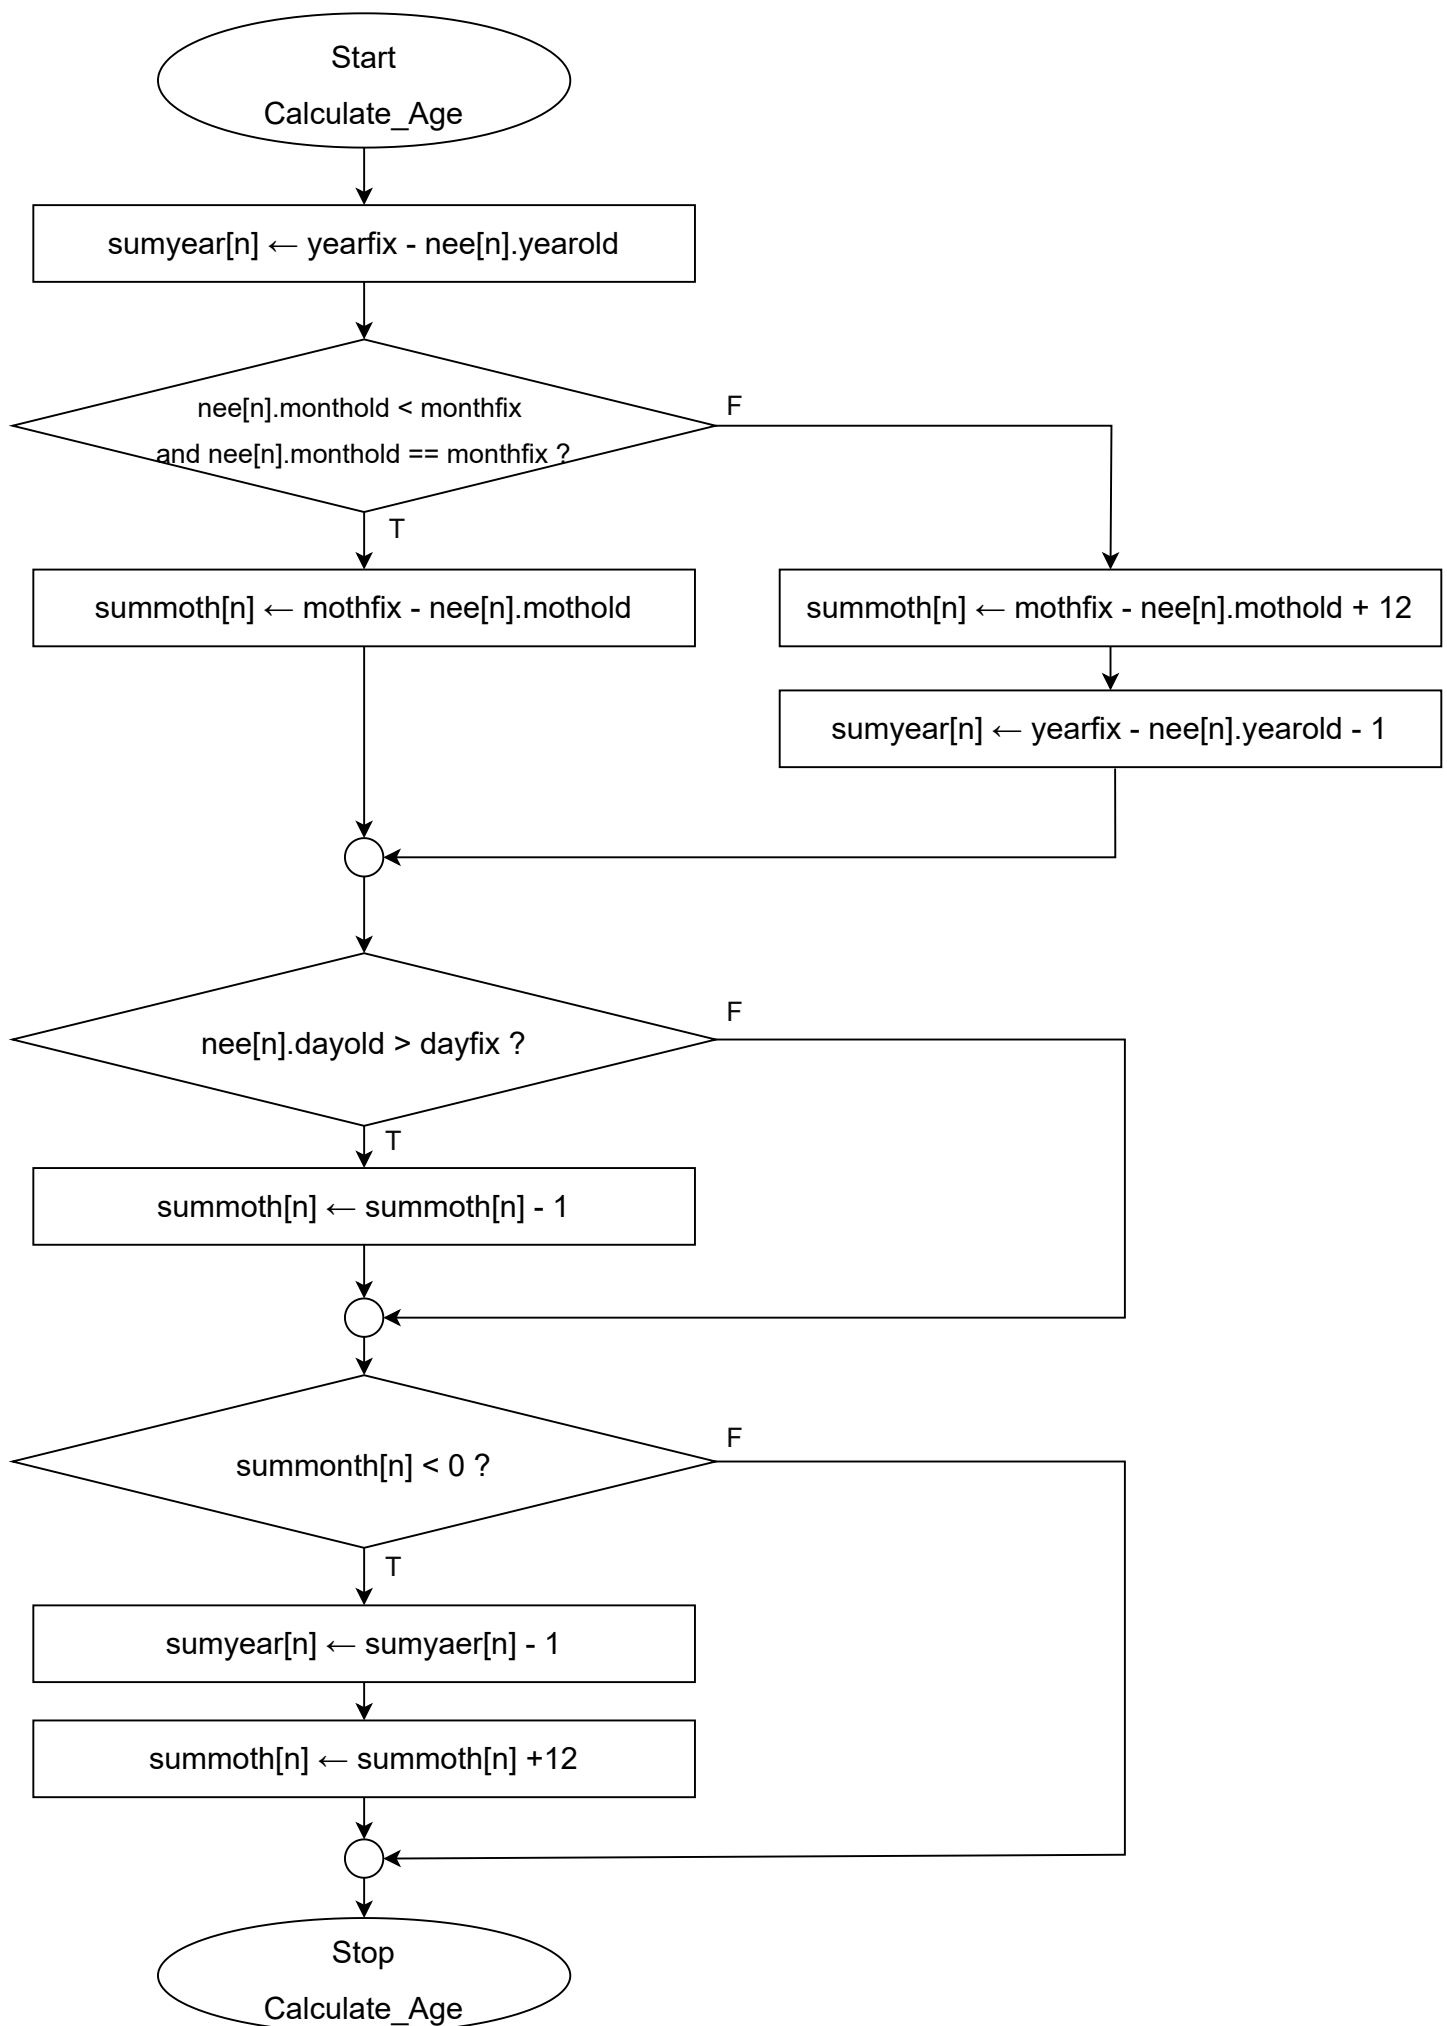 Start
Calculate_Age
sumyear[n] ← yearfix - nee[n].yearold
nee[n].monthold < monthfix
and nee[n].monthold == monthfix ?
F
T
summoth[n] ← mothfix - nee[n].mothold
summoth[n] ← mothfix - nee[n].mothold + 12
sumyear[n] ← yearfix - nee[n].yearold - 1
nee[n].dayold > dayfix ?
F
T
summoth[n] ← summoth[n] - 1
summonth[n] < 0 ?
F
T
sumyear[n] ← sumyaer[n] - 1
summoth[n] ← summoth[n] +12
Stop
Calculate_Age